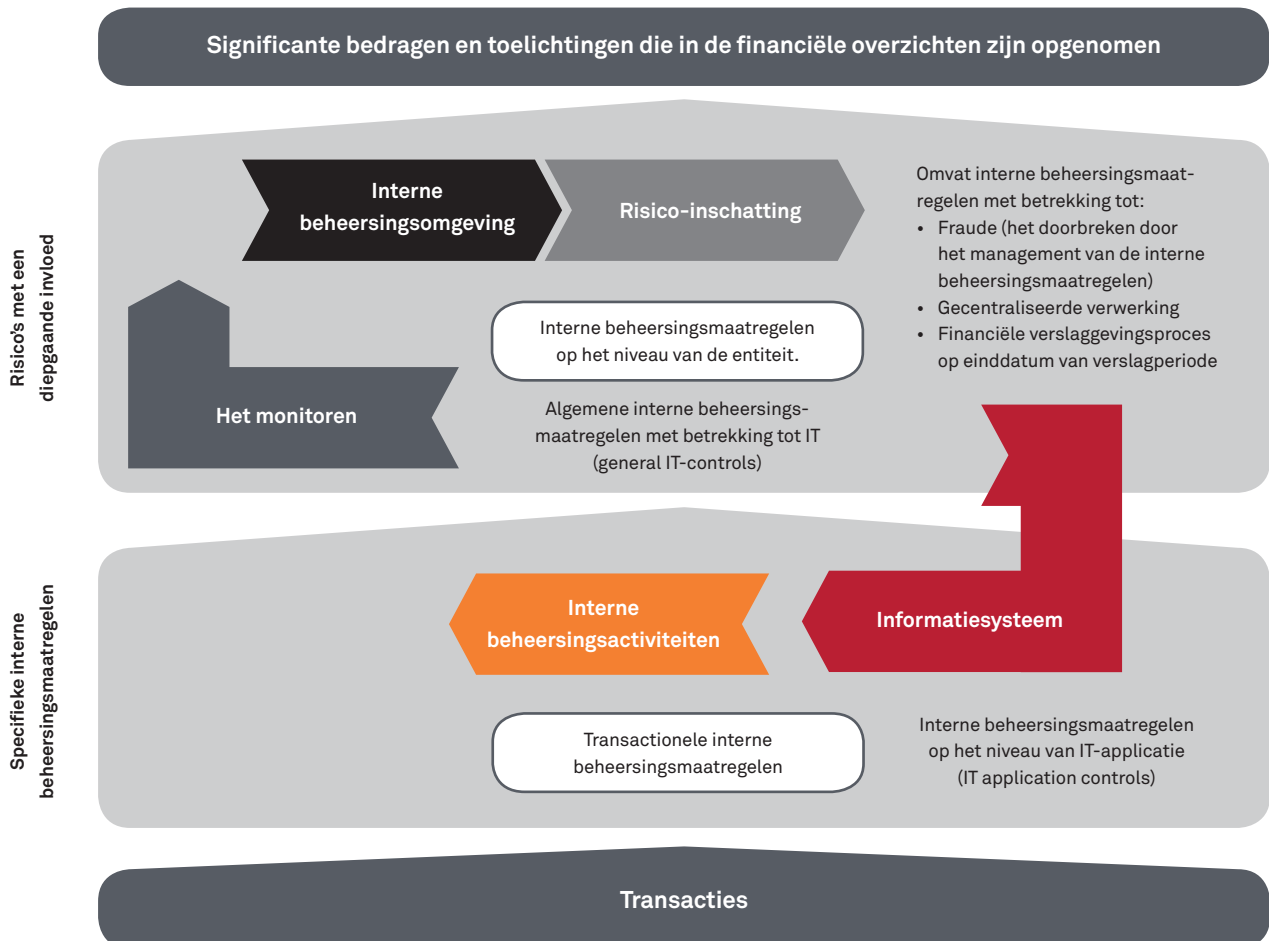 Significante bedragen en toelichtingen die in de financiële overzichten zijn opgenomen
Risico's met een
diepgaande invloed
Interne
beheersingsomgeving
Risico-inschatting
Omvat interne beheersingsmaat-
regelen met betrekking tot:
• Fraude (het doorbreken door
het management van de interne
beheersingsmaatregelen)
• Gecentraliseerde verwerking
• Financiële verslaggevingsproces
op einddatum van verslagperiode
Interne beheersingsmaatregelen
op het niveau van de entiteit.
Het monitoren
Algemene interne beheersings-
maatregelen met betrekking tot IT
(general IT-controls)
Specifieke interne
beheersingsmaatregelen
Interne
beheersingsactiviteiten
Informatiesysteem
Transactionele interne
beheersingsmaatregelen
Interne beheersingsmaatregelen
op het niveau van IT-applicatie
(IT application controls)
Transacties